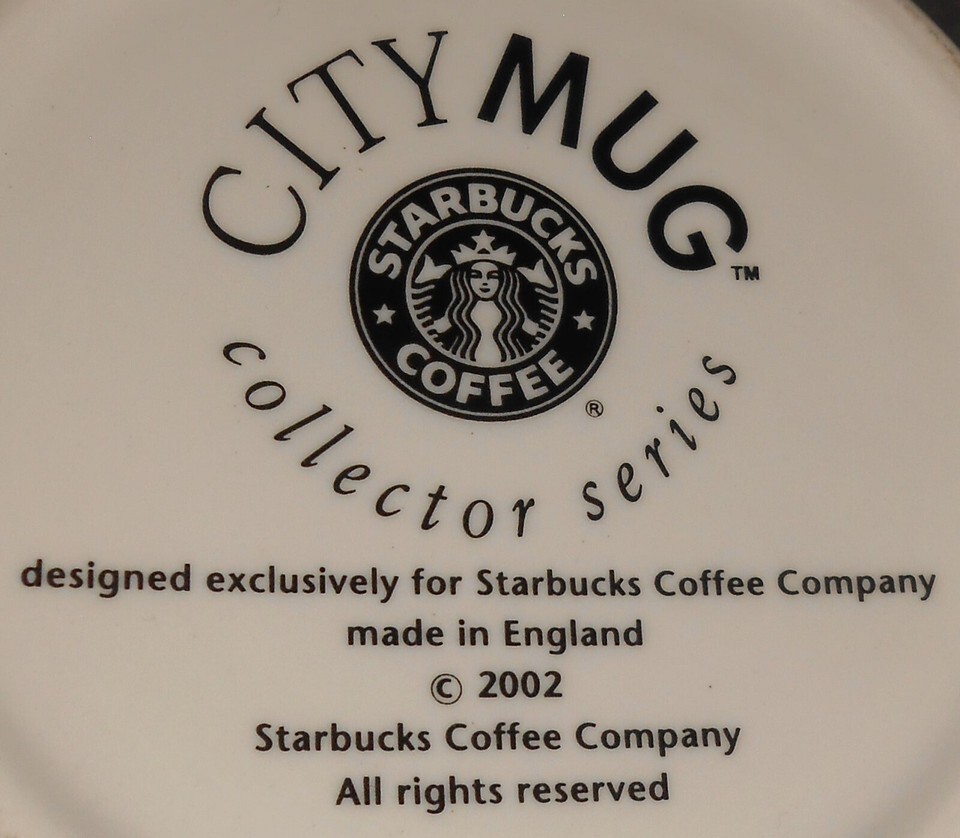 CITY MUG™
STARBUCKS
COFFEE
®
collector series
designed exclusively for Starbucks Coffee Company
made in England
© 2002
Starbucks Coffee Company
All rights reserved